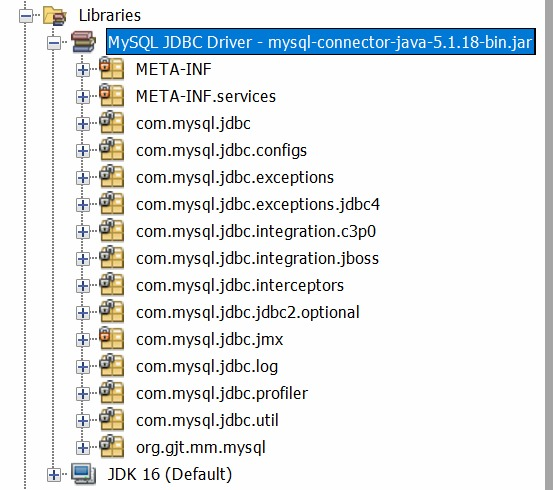 Libraries
MySQL JDBC Driver - mysql-connector-java-5.1.18-bin.jar
META-INF
META-INF.services
com.mysql.jdbc
com.mysql.jdbc.configs
com.mysql.jdbc.exceptions
com.mysql.jdbc.exceptions.jdbc4
com.mysql.jdbc.integration.c3p0
com.mysql.jdbc.integration.jboss
com.mysql.jdbc.interceptors
com.mysql.jdbc.jdbc2.optional
com.mysql.jdbc.jmx
com.mysql.jdbc.log
com.mysql.jdbc.profiler
com.mysql.jdbc.util
org.gjt.mm.mysql
JDK 16 (Default)